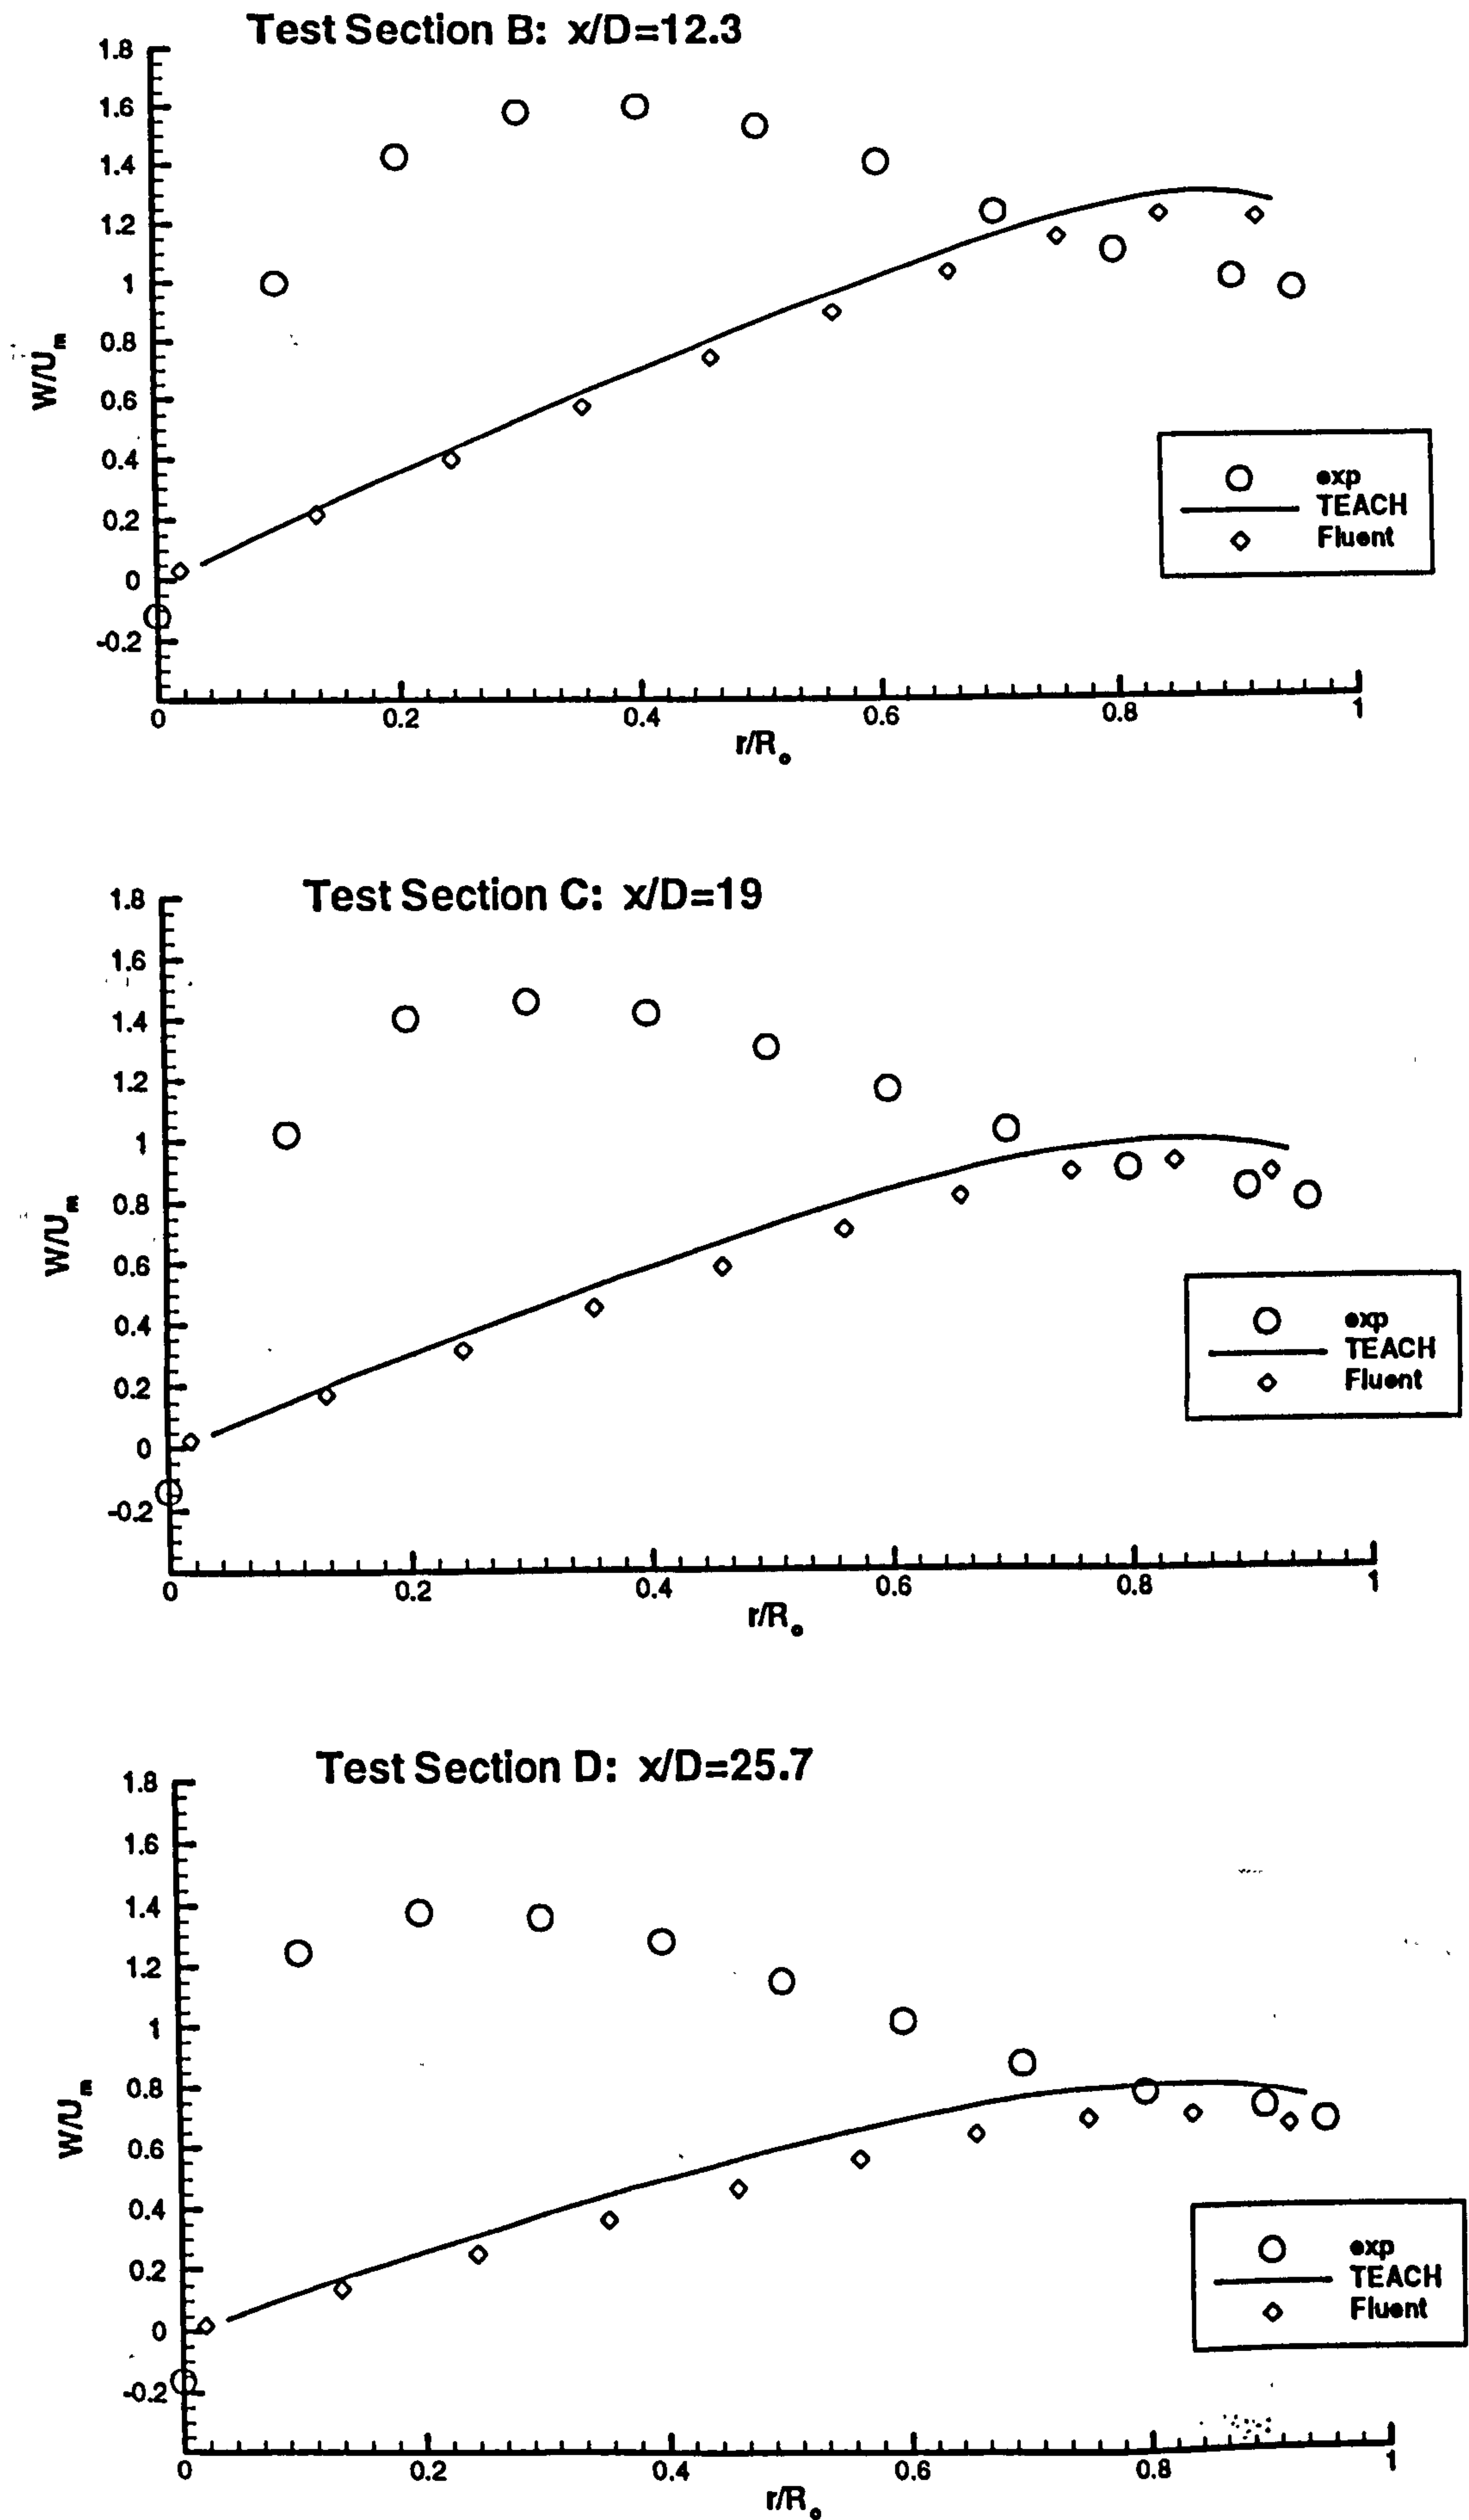 Test Section B: x/D=12.3
1.8
1.6
1.4
1.2
1
0.8
0.6
0.4
0.2
0
-0.2
W/Um
exp
TEACH
Fluent
0 0.2 0.4 0.6 0.8 1
r/Ro
Test Section C: x/D=19
1.8
1.6
1.4
1.2
1
0.8
0.6
0.4
0.2
0
-0.2
W/Um
exp
TEACH
Fluent
0 0.2 0.4 0.6 0.8 1
r/Ro
Test Section D: x/D=25.7
1.8
1.6
1.4
1.2
1
0.8
0.6
0.4
0.2
0
-0.2
W/Um
exp
TEACH
Fluent
0 0.2 0.4 0.6 0.8 1
r/Ro